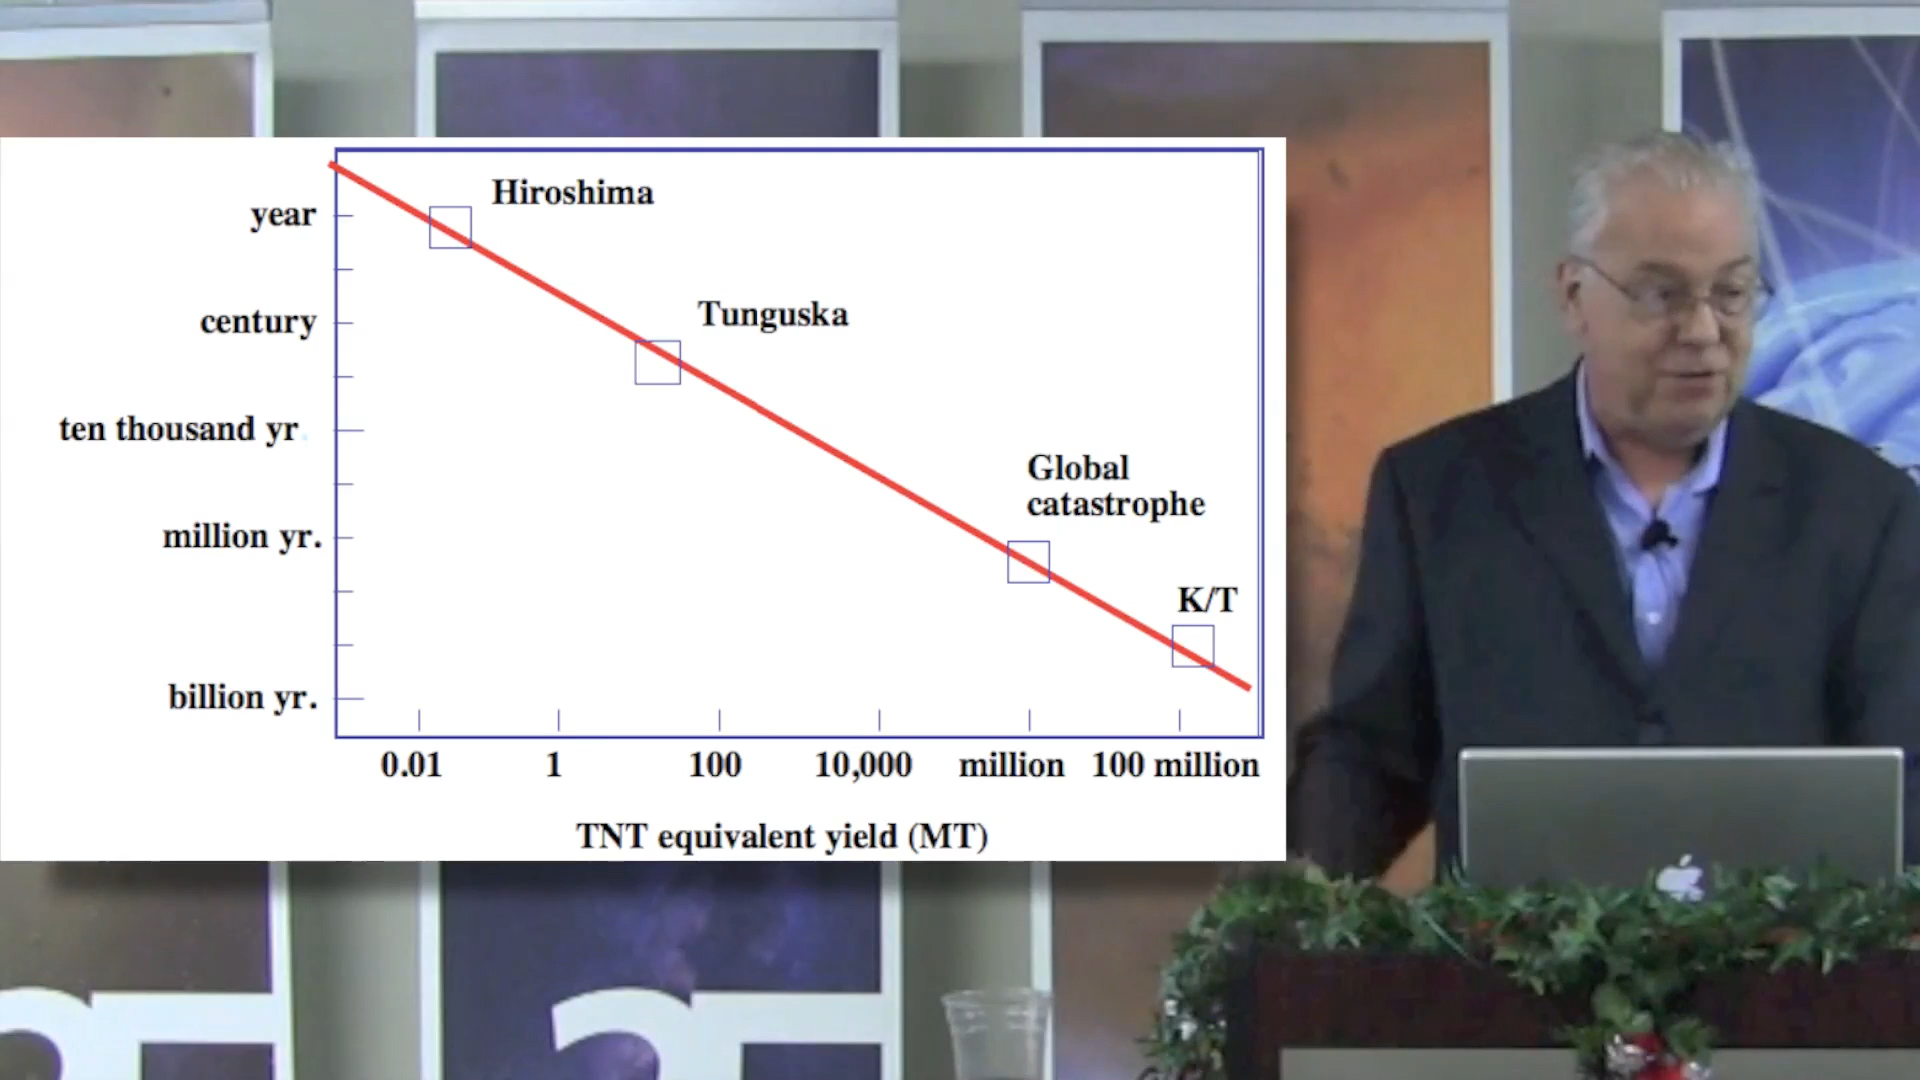 year
century
ten thousand yr
million yr.
billion yr.
Hiroshima
Tunguska
Global
catastrophe
K/T
0.01 1 100 10,000 million 100 million
TNT equivalent yield (MT)